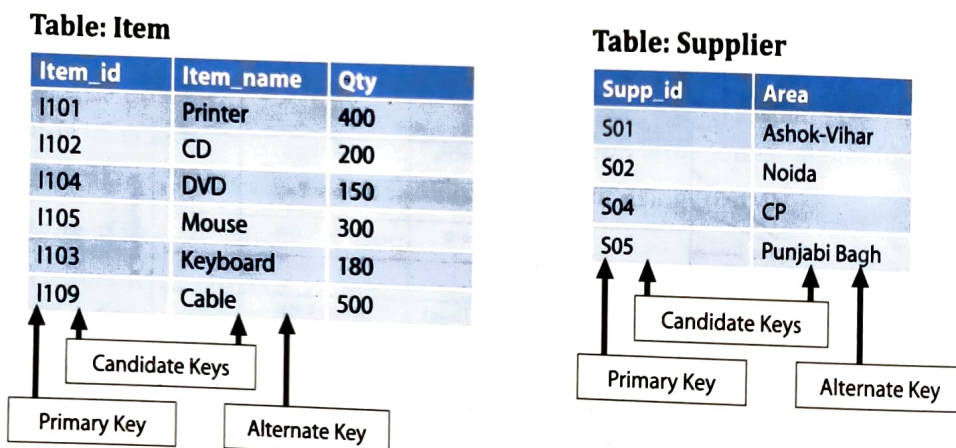 Table: Item
Item_id Item_name Qty
I101 Printer 400
I102 CD 200
I104 DVD 150
I105 Mouse 300
I103 Keyboard 180
I109 Cable 500
Candidate Keys
Primary Key
Alternate Key
Table: Supplier
Supp_id Area
S01 Ashok-Vihar
S02 Noida
S04 CP
S05 Punjabi Bagh
Candidate Keys
Primary Key
Alternate Key